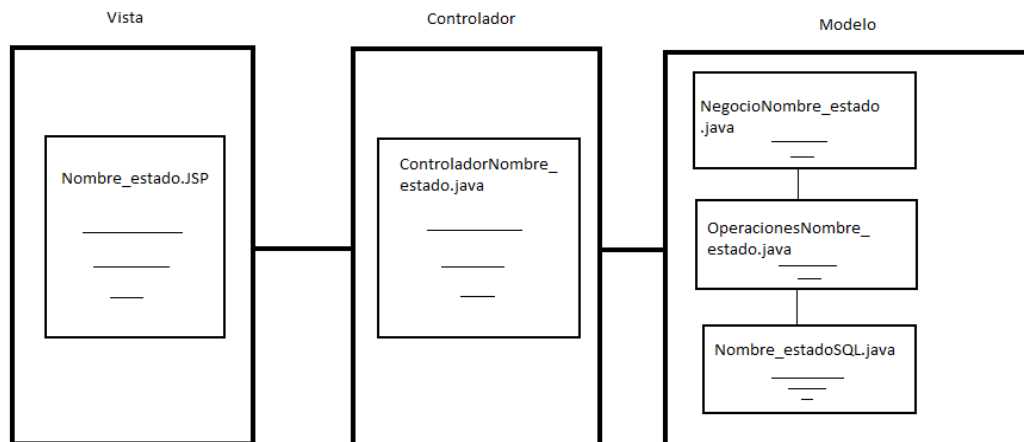 Vista
Controlador
Modelo
Nombre_estado.JSP
ControladorNombre_
estado.java
NegocioNombre_estado
.java
OperacionesNombre_
estado.java
Nombre_estadoSQL.java